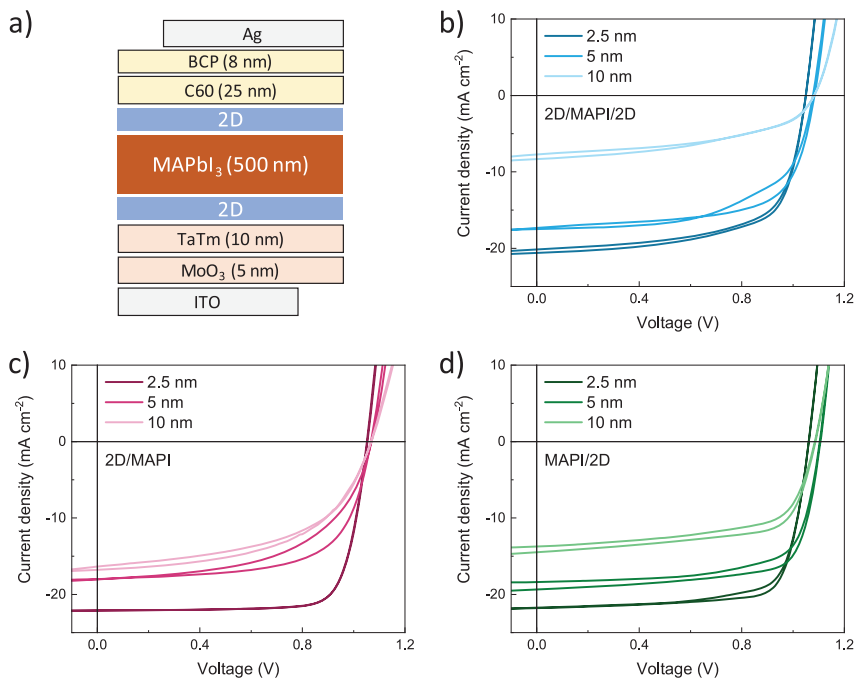 a)
Ag
BCP (8 nm)
C60 (25 nm)
2D
MAPbI₃ (500 nm)
2D
TaTm (10 nm)
MoO₃ (5 nm)
ITO
b)
2.5 nm
5 nm
10 nm
2D/MAPI/2D
10
0
-10
-20
Current density (mA cm⁻²)
0.0
0.4
0.8
1.2
Voltage (V)
c)
2.5 nm
5 nm
10 nm
2D/MAPI
10
0
-10
-20
Current density (mA cm⁻²)
0.0
0.4
0.8
1.2
Voltage (V)
d)
2.5 nm
5 nm
10 nm
MAPI/2D
10
0
-10
-20
Current density (mA cm⁻²)
0.0
0.4
0.8
1.2
Voltage (V)